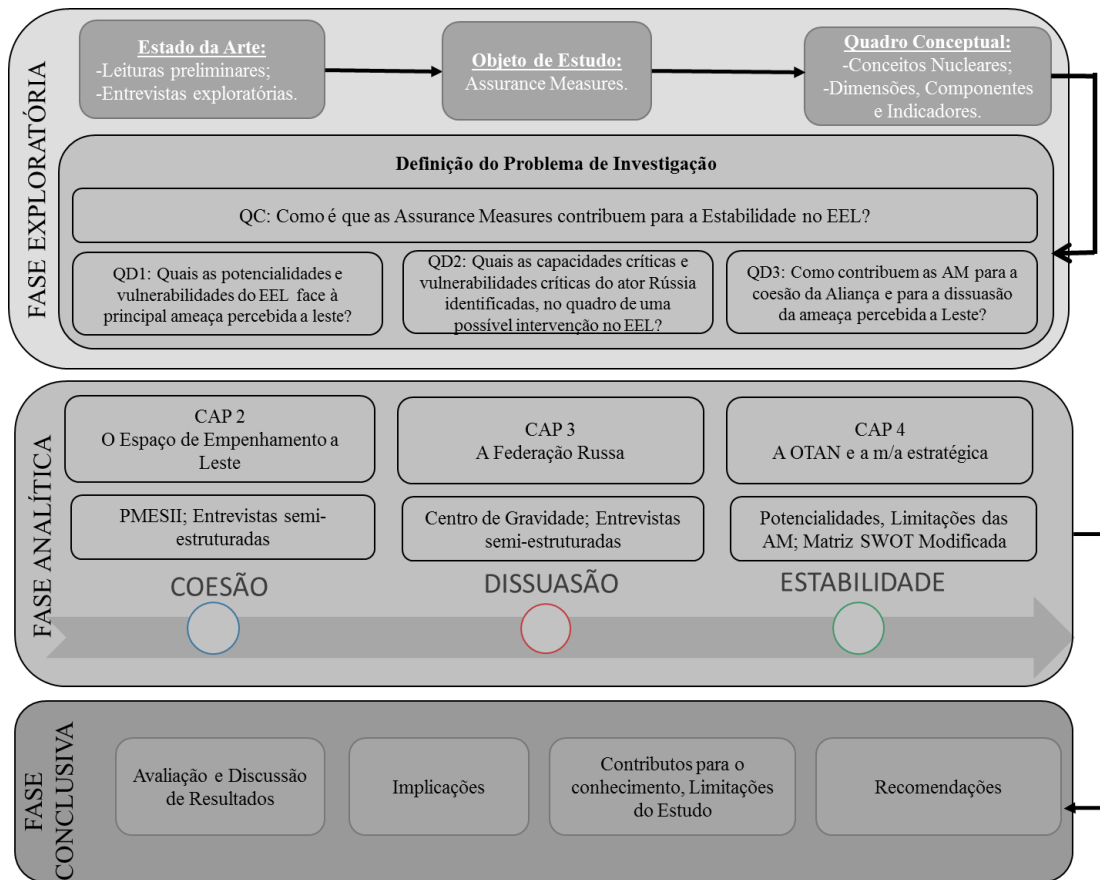 FASE EXPLORATÓRIA
Estado da Arte:
-Leituras preliminares;
-Entrevistas exploratórias.
Objeto de Estudo:
Assurance Measures.
Quadro Conceptual:
-Conceitos Nucleares;
-Dimensões, Componentes
e Indicadores.
Definição do Problema de Investigação
QC: Como é que as Assurance Measures contribuem para a Estabilidade no EEL?
QD1: Quais as potencialidades e
vulnerabilidades do EEL face à
principal ameaça percebida a leste?
QD2: Quais as capacidades críticas e
vulnerabilidades críticas do ator Rússia
identificadas, no quadro de uma
possível intervenção no EEL?
QD3: Como contribuem as AM para a
coesão da Aliança e para a dissuasão
da ameaça percebida a Leste?
FASE ANALÍTICA
CAP 2
O Espaço de Empenhamento a
Leste
CAP 3
A Federação Russa
CAP 4
A OTAN e a m/a estratégica
PMESII; Entrevistas semi-
estruturadas
Centro de Gravidade; Entrevistas
semi-estruturadas
Potencialidades, Limitações das
AM; Matriz SWOT Modificada
COESÃO
DISSUASÃO
ESTABILIDADE
FASE
CONCLUSIVA
Avaliação e Discussão
de Resultados
Implicações
Contributos para o
conhecimento, Limitações
do Estudo
Recomendações